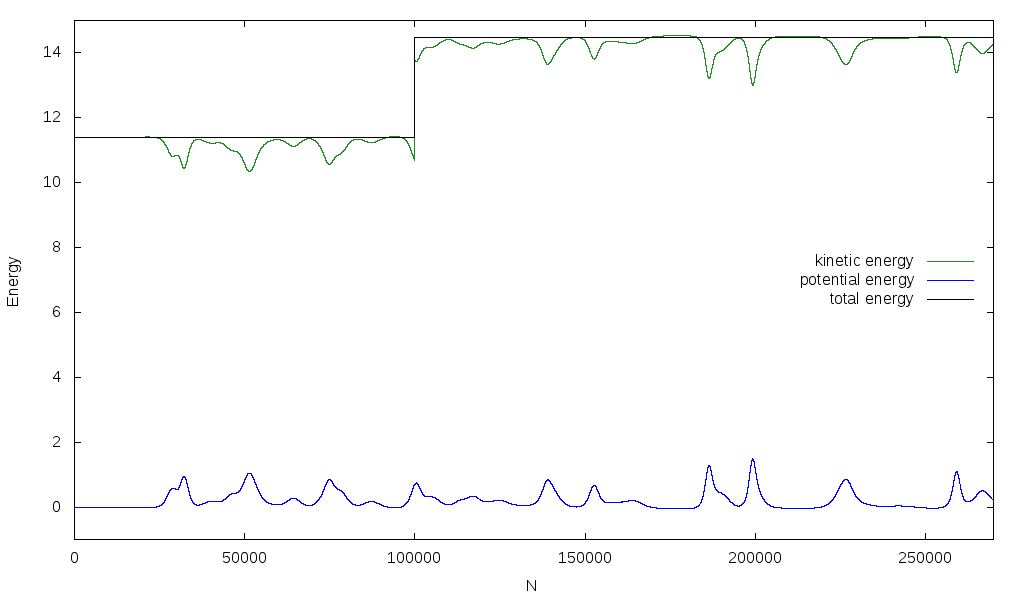 14
12
10
8
6
4
2
0
Energy
kinetic energy
potential energy
total energy
0 50000 100000 150000 200000 250000
N